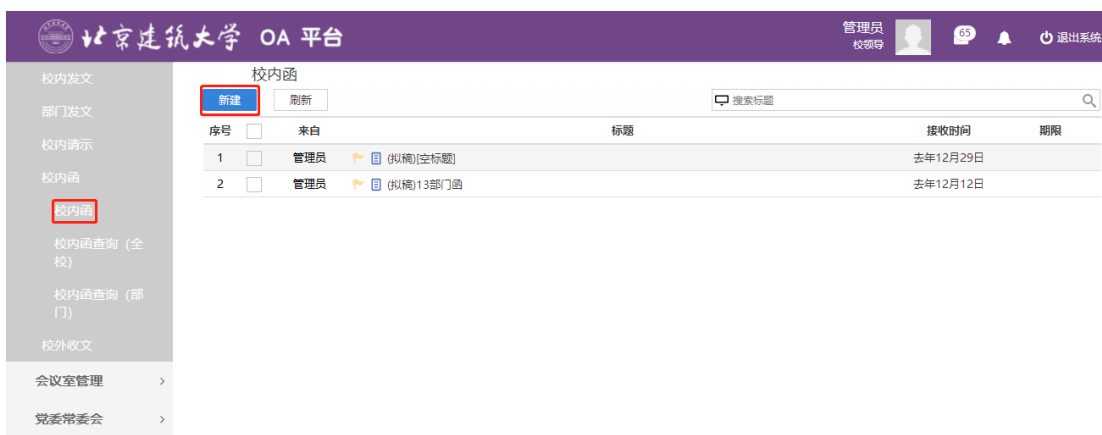 北京建筑大学 OA 平台
管理员
校领导
65
退出系统
校内发文
部门发文
校内请示
校内函
校内函
校内函查询（全
校）
校内函查询（部
门）
校外收文
会议室管理
党委常委会
校内函
新建 刷新 搜索标题
序号 来自 标题 接收时间 期限
1 管理员 (拟稿)[空标题] 去年12月29日
2 管理员 (拟稿)13部门函 去年12月12日